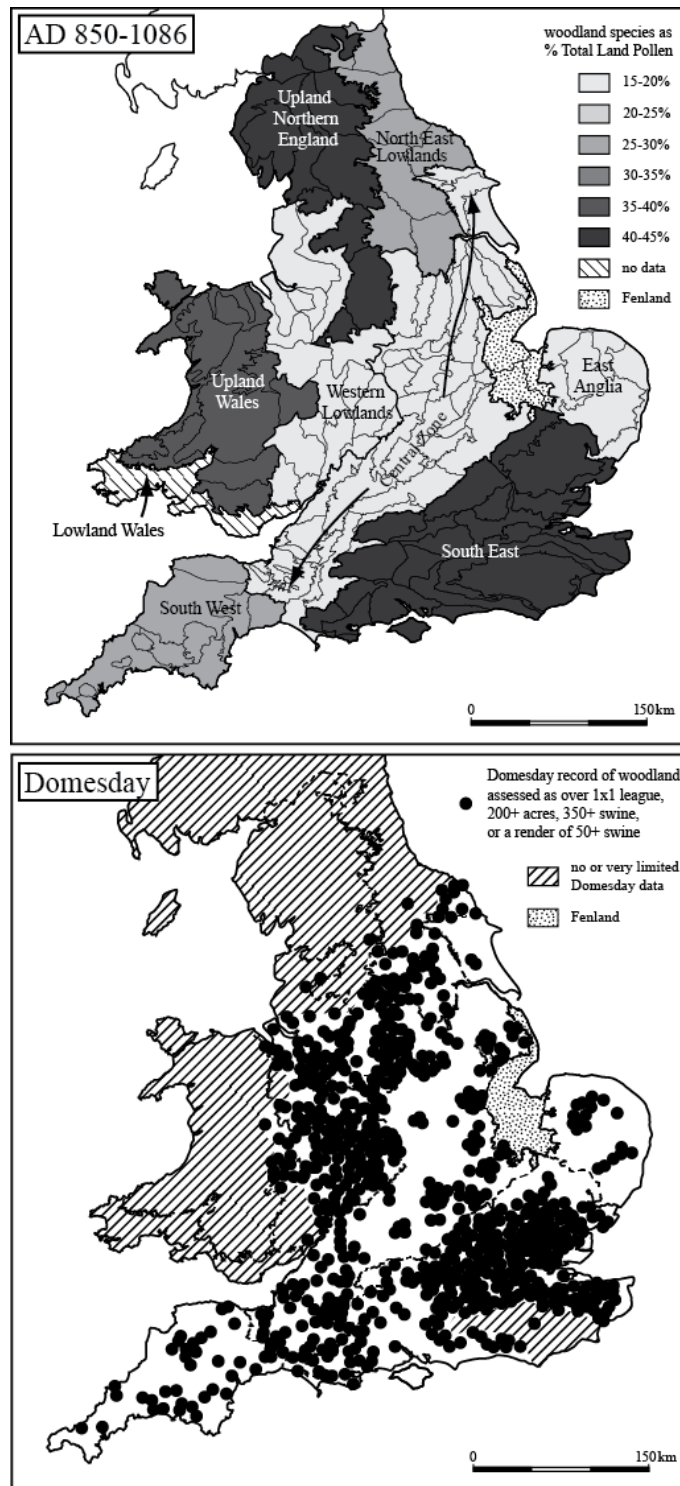 AD 850-1086
woodland species as
% Total Land Pollen
15-20%
20-25%
25-30%
30-35%
35-40%
40-45%
no data
Fenland
Upland
Northern
England
North East
Lowlands
Upland
Wales
Western
Lowlands
East
Anglia
Central Zone
Lowland Wales
South East
South West
0
150km
Domesday
Domesday record of woodland
assessed as over 1x1 league,
200+ acres, 350+ swine,
or a render of 50+ swine
no or very limited
Domesday data
Fenland
0
150km